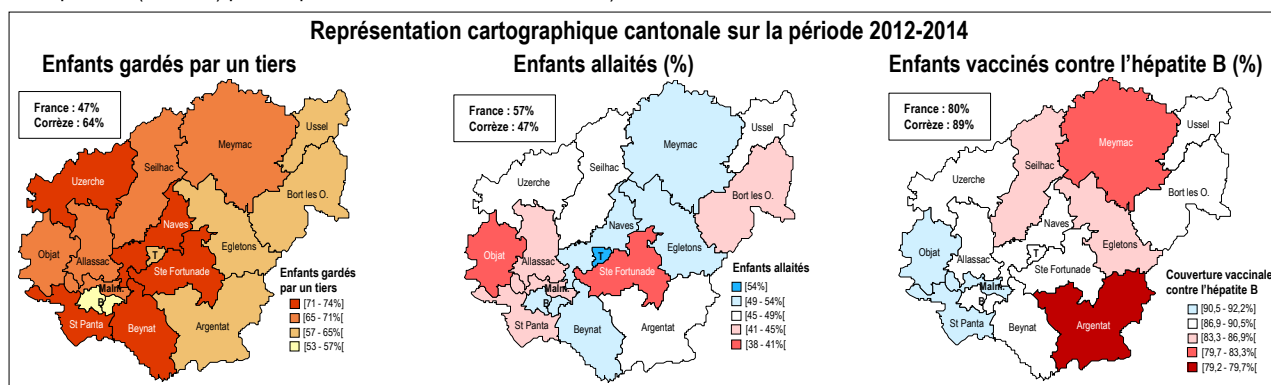 Représentation cartographique cantonale sur la période 2012-2014
Enfants gardés par un tiers
France : 47%
Corrèze : 64%
Ussel
Meymac
Seilhac
Uzerche
Bort les O.
Naves
Egletons
Objat
Allassac
T
Ste Fortunade
Malm.
B
St Panta
Beynat
Argentat
Enfants gardés
par un tiers
[71 - 74%[
[65 - 71%[
[57 - 65%[
[53 - 57%[
Enfants allaités (%)
France : 57%
Corrèze : 47%
Ussel
Meymac
Seilhac
Uzerche
Bort les O.
Naves
Egletons
Objat
Allassac
T
Ste Fortunade
Malm.
B
St Panta
Beynat
Argentat
Enfants allaités
[54%]
[49 - 54%[
[45 - 49%[
[41 - 45%[
[38 - 41%[
Enfants vaccinés contre l'hépatite B (%)
France : 80%
Corrèze : 89%
Ussel
Meymac
Seilhac
Uzerche
Bort les O.
Naves
Egletons
Objat
Allassac
T
Ste Fortunade
Malm.
B
St Panta
Beynat
Argentat
Couverture vaccinale
contre l'hépatite B
[90,5 - 92,2%[
[86,9 - 90,5%[
[83,3 - 86,9%[
[79,7 - 83,3%[
[79,2 - 79,7%[